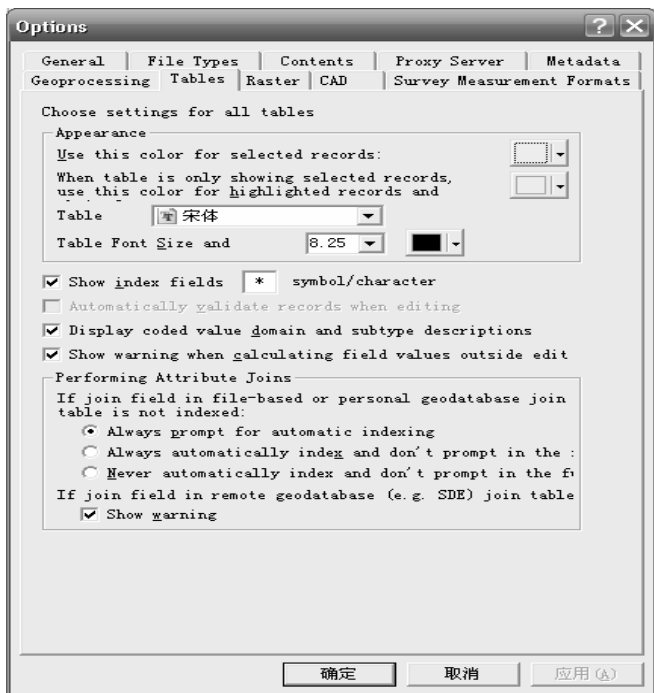 Options
General File Types Contents Proxy Server Metadata
Geoprocessing Tables Raster CAD Survey Measurement Formats
Choose settings for all tables
Appearance
Use this color for selected records:
When table is only showing selected records,
use this color for highlighted records and
Table 宋体
Table Font Size and 8.25
Show index fields * symbol/character
Automatically validate records when editing
Display coded value domain and subtype descriptions
Show warning when calculating field values outside edit
Performing Attribute Joins
If join field in file-based or personal geodatabase join
table is not indexed:
Always prompt for automatic indexing
Always automatically index and don't prompt in the
Never automatically index and don't prompt in the
If join field in remote geodatabase (e.g. SDE) join table
Show warning
确定 取消 应用(A)